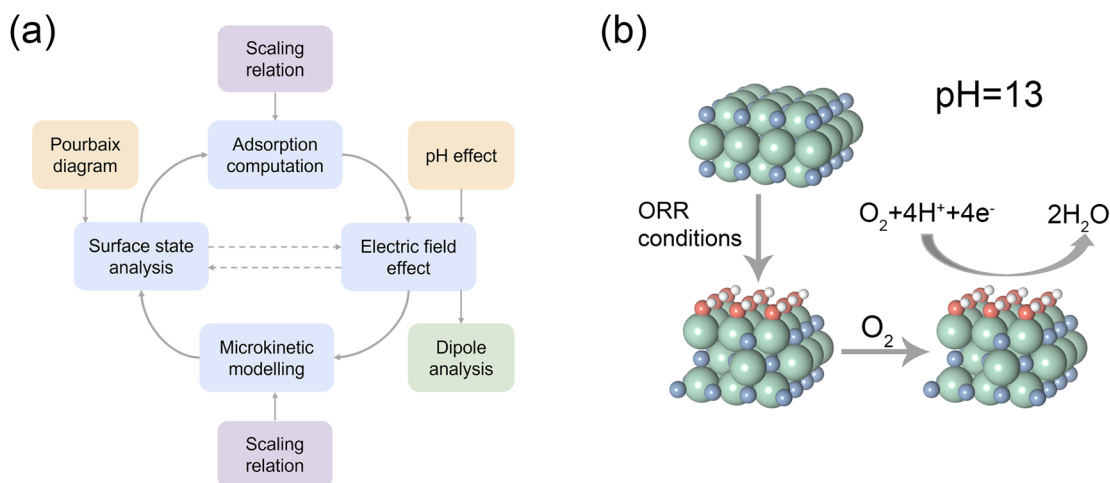 (a)
Scaling
relation
Pourbaix
diagram
Adsorption
computation
pH effect
Surface state
analysis
Electric field
effect
Microkinetic
modelling
Dipole
analysis
Scaling
relation
(b)
pH=13
ORR
conditions
O₂+4H⁺+4e⁻
2H₂O
O₂